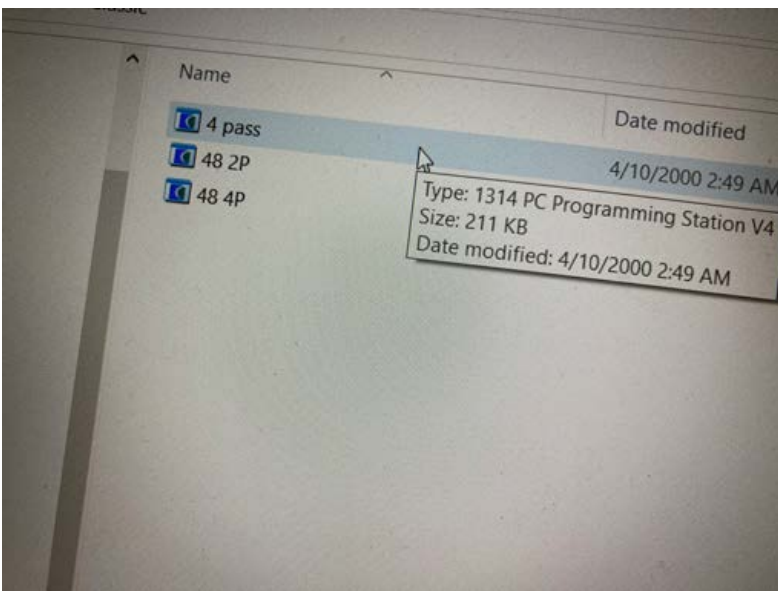 Name
Date modified
4 pass
4/10/2000 2:49 AM
48 2P
48 4P
Type: 1314 PC Programming Station V4
Size: 211 KB
Date modified: 4/10/2000 2:49 AM